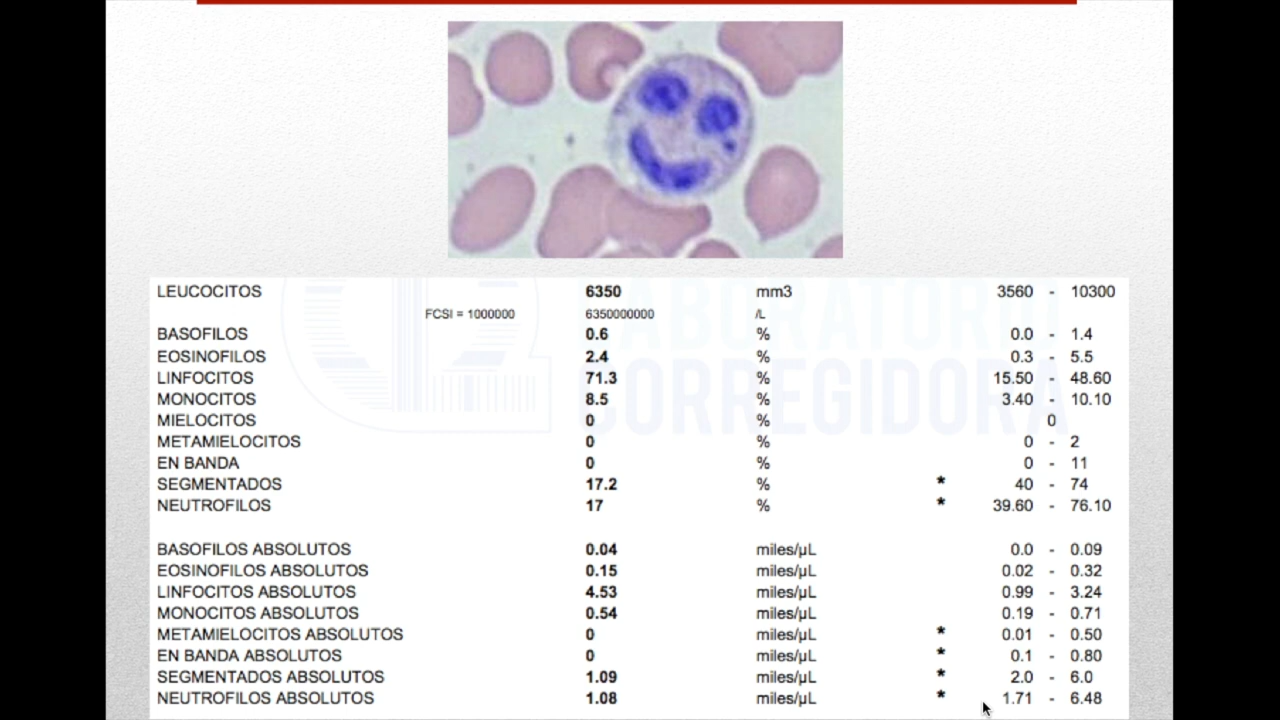 LEUCOCITOS 6350 mm3 3560 - 10300
FCSI = 1000000 6350000000 /L
BASOFILOS 0.6 % 0.0 - 1.4
EOSINOFILOS 2.4 % 0.3 - 5.5
LINFOCITOS 71.3 % 15.50 - 48.60
MONOCITOS 8.5 % 3.40 - 10.10
MIELOCITOS 0 % 0
METAMIELOCITOS 0 % 0 - 2
EN BANDA 0 % 0 - 11
SEGMENTADOS 17.2 % * 40 - 74
NEUTROFILOS 17 % * 39.60 - 76.10
BASOFILOS ABSOLUTOS 0.04 miles/µL 0.0 - 0.09
EOSINOFILOS ABSOLUTOS 0.15 miles/µL 0.02 - 0.32
LINFOCITOS ABSOLUTOS 4.53 miles/µL 0.99 - 3.24
MONOCITOS ABSOLUTOS 0.54 miles/µL 0.19 - 0.71
METAMIELOCITOS ABSOLUTOS 0 miles/µL * 0.01 - 0.50
EN BANDA ABSOLUTOS 0 miles/µL * 0.1 - 0.80
SEGMENTADOS ABSOLUTOS 1.09 miles/µL * 2.0 - 6.0
NEUTROFILOS ABSOLUTOS 1.08 miles/µL * 1.71 - 6.48
LABORATORIO
CORREGIDORA